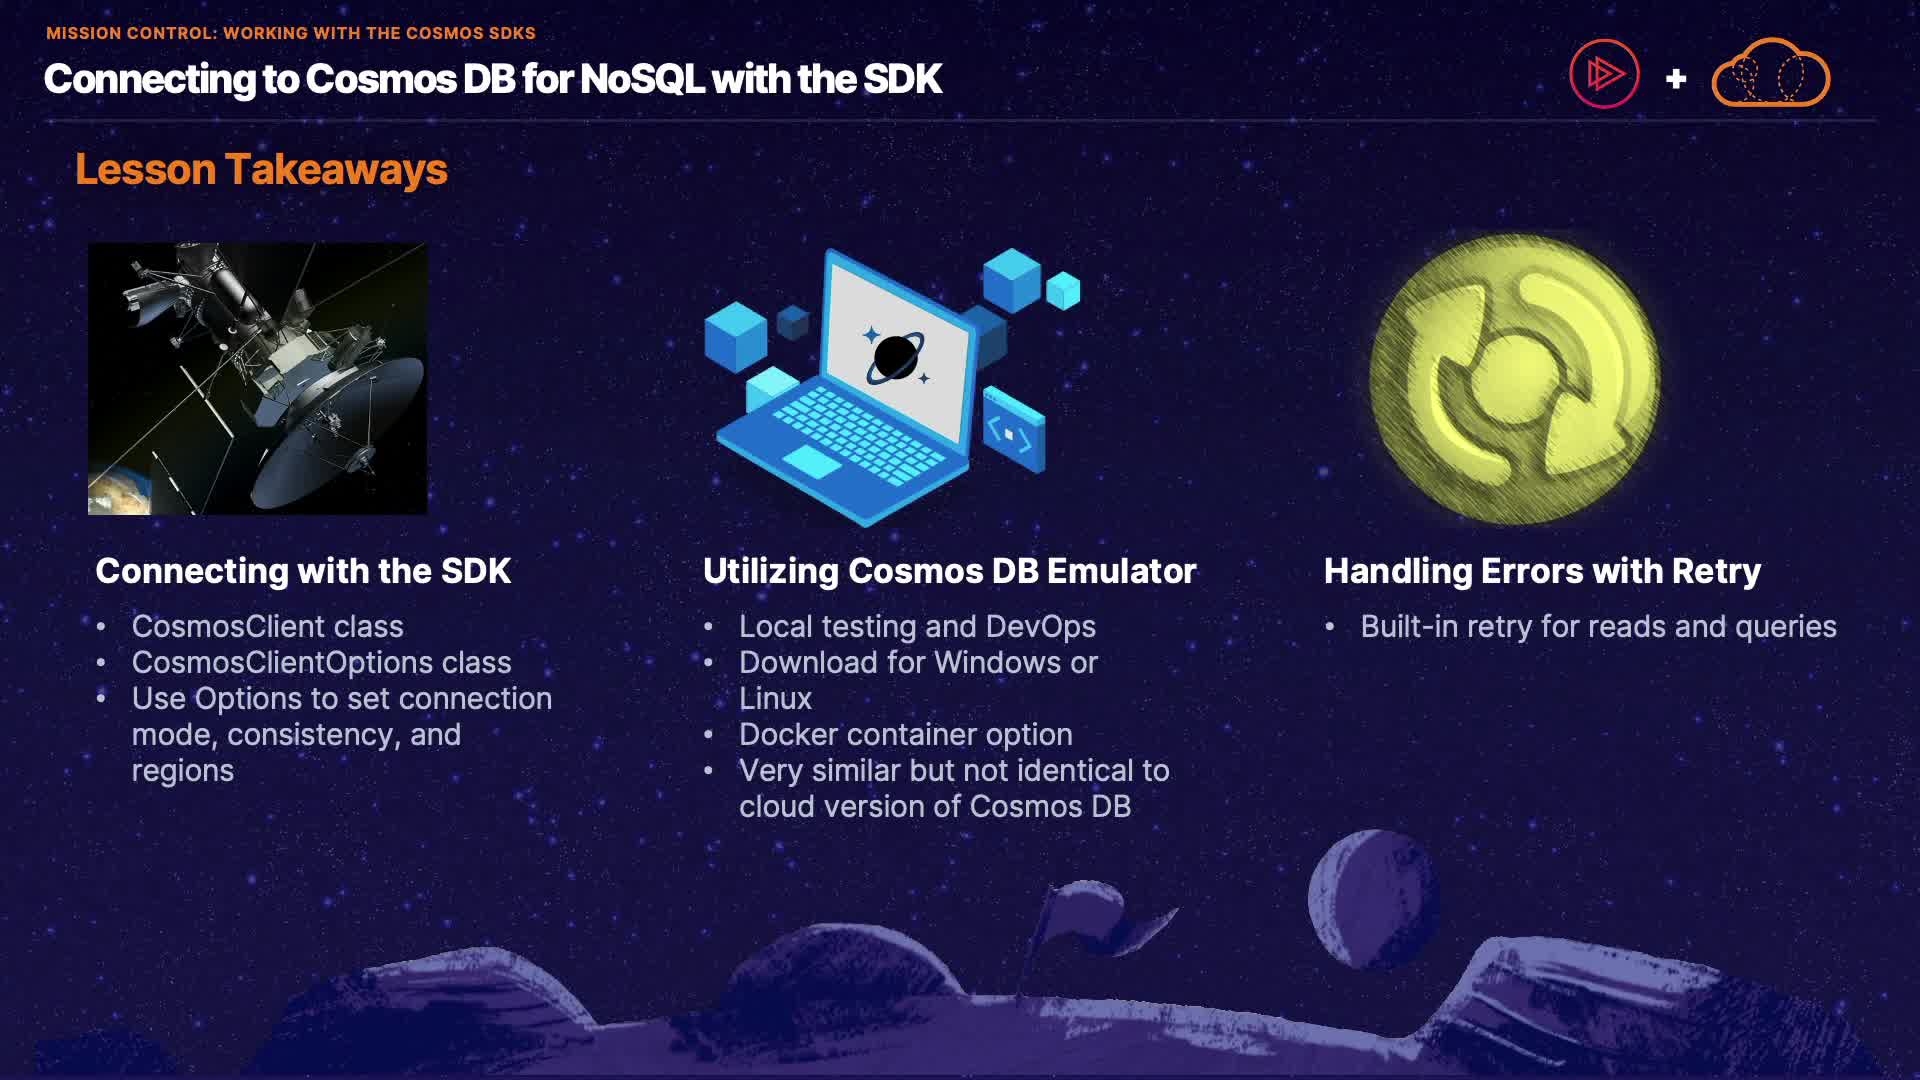 MISSION CONTROL: WORKING WITH THE COSMOS SDKS
Connecting to Cosmos DB for NoSQL with the SDK
Lesson Takeaways
Connecting with the SDK
• CosmosClient class
• CosmosClientOptions class
• Use Options to set connection
mode, consistency, and
regions
Utilizing Cosmos DB Emulator
• Local testing and DevOps
• Download for Windows or
Linux
• Docker container option
• Very similar but not identical to
cloud version of Cosmos DB
Handling Errors with Retry
• Built-in retry for reads and queries